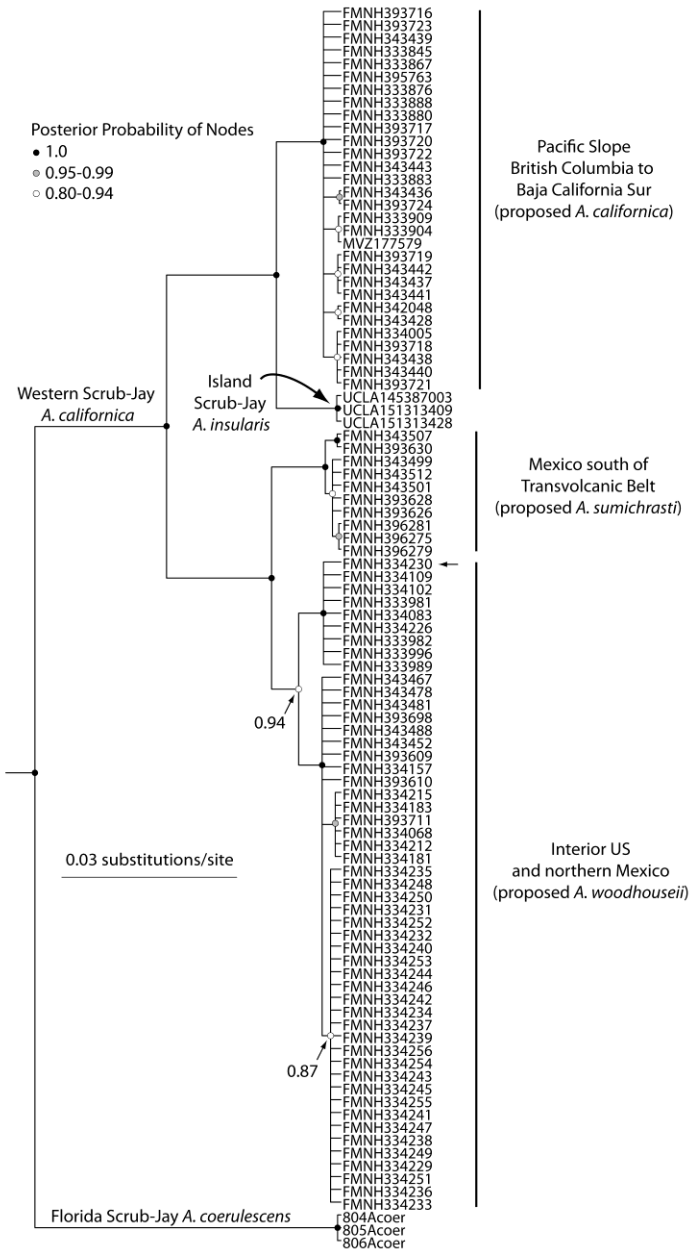 FMNH393716
FMNH393723
FMNH343439
FMNH333845
FMNH333867
FMNH395763
FMNH333876
FMNH333888
FMNH333880
FMNH393717
FMNH393720
FMNH393722
FMNH343443
FMNH333883
FMNH343436
FMNH393724
FMNH333909
FMNH333904
MVZ177579
FMNH393719
FMNH343442
FMNH343437
FMNH343441
FMNH342048
FMNH343428
FMNH334005
FMNH393718
FMNH343438
FMNH343440
FMNH393721
UCLA145387003
UCLA151313409
UCLA151313428
FMNH343507
FMNH393630
FMNH343499
FMNH343512
FMNH343501
FMNH393628
FMNH393626
FMNH396281
FMNH396275
FMNH396279
FMNH334230
FMNH334109
FMNH334102
FMNH333981
FMNH334083
FMNH334226
FMNH333982
FMNH333996
FMNH333989
FMNH343467
FMNH343478
FMNH343481
FMNH393698
FMNH343488
FMNH343452
FMNH393609
FMNH334157
FMNH393610
FMNH334215
FMNH334183
FMNH393711
FMNH334068
FMNH334212
FMNH334181
FMNH334235
FMNH334248
FMNH334250
FMNH334231
FMNH334252
FMNH334232
FMNH334240
FMNH334253
FMNH334244
FMNH334246
FMNH334242
FMNH334234
FMNH334237
FMNH334239
FMNH334256
FMNH334254
FMNH334243
FMNH334245
FMNH334255
FMNH334241
FMNH334247
FMNH334238
FMNH334249
FMNH334229
FMNH334251
FMNH334236
FMNH334233
804Acoer
805Acoer
806Acoer
Posterior Probability of Nodes
1.0
0.95-0.99
0.80-0.94
Pacific Slope
British Columbia to
Baja California Sur
(proposed A. californica)
Western Scrub-Jay
A. californica
Island
Scrub-Jay
A. insularis
Mexico south of
Transvolcanic Belt
(proposed A. sumichrasti)
0.94
0.03 substitutions/site
Interior US
and northern Mexico
(proposed A. woodhouseii)
0.87
Florida Scrub-Jay A. coerulescens